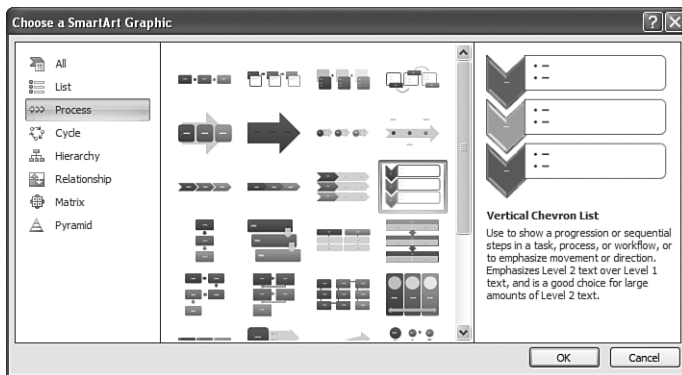 Choose a SmartArt Graphic
All
List
Process
Cycle
Hierarchy
Relationship
Matrix
Pyramid
Vertical Chevron List
Use to show a progression or sequential
steps in a task, process, or workflow, or
to emphasize movement or direction.
Emphasizes Level 2 text over Level 1
text, and is a good choice for large
amounts of Level 2 text.
OK
Cancel